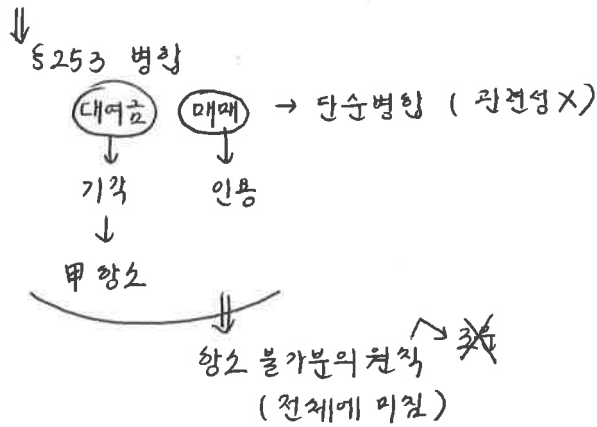 ⇓
§253 병합
대여금 매매 → 단순병합 ( 관련성 X )
↓ ↓
기각 인용
↓
甲 항소
⇓
항소 불가분의 원칙
(전체에 미침)